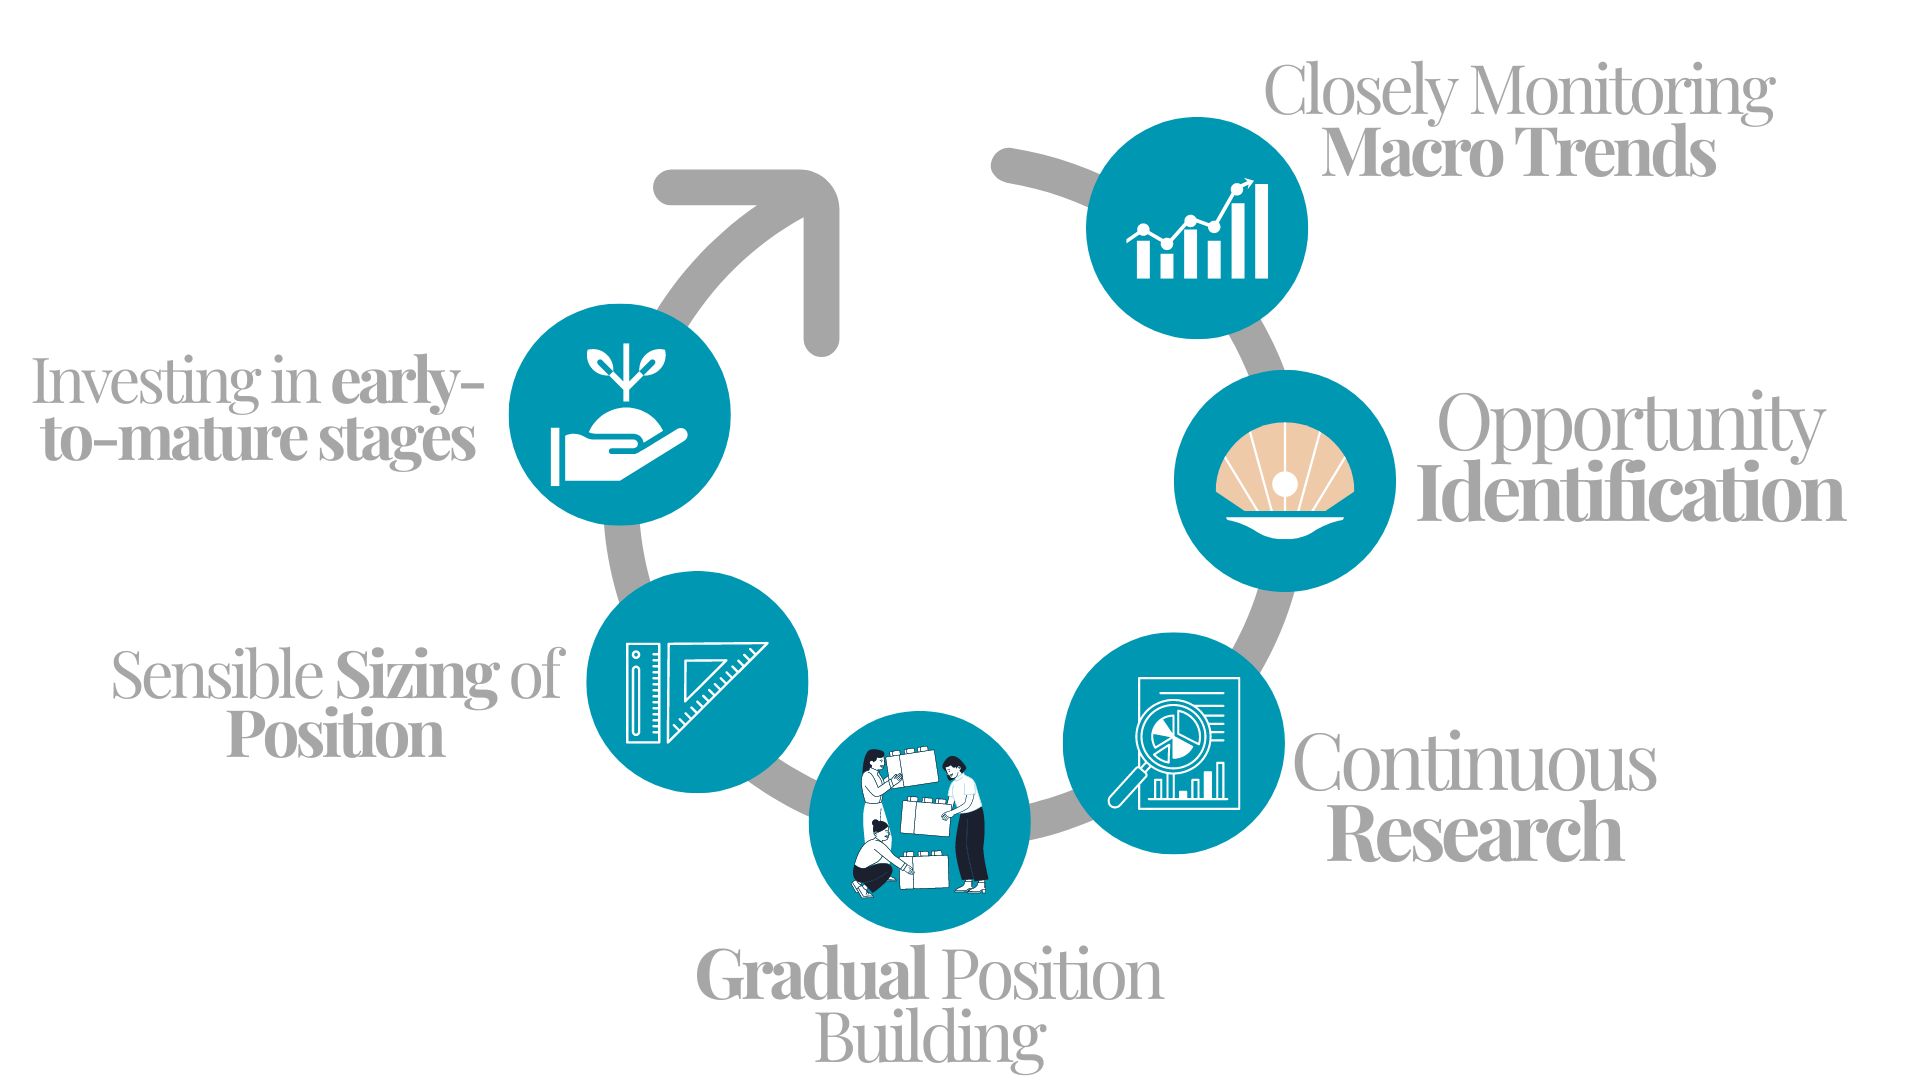 Closely Monitoring
Macro Trends
Opportunity
Identification
Continuous
Research
Gradual Position
Building
Sensible Sizing of
Position
Investing in early-
to-mature stages